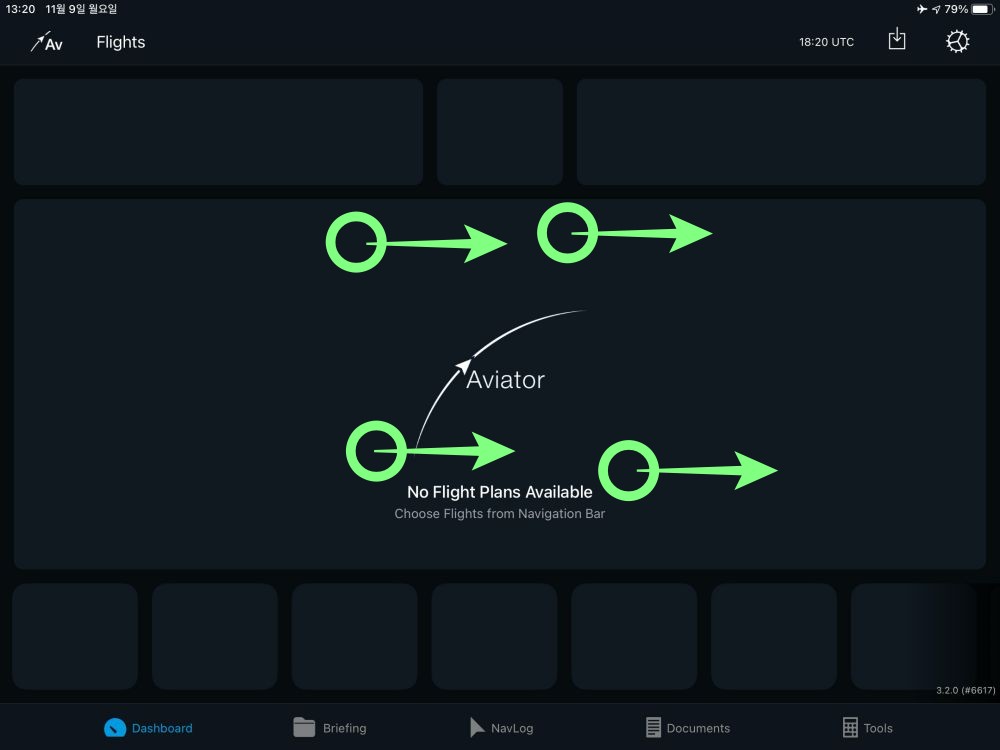 13:20 11월 9일 월요일
79%
Av Flights
18:20 UTC
Aviator
No Flight Plans Available
Choose Flights from Navigation Bar
3.2.0 (#6617)
Dashboard
Briefing
NavLog
Documents
Tools